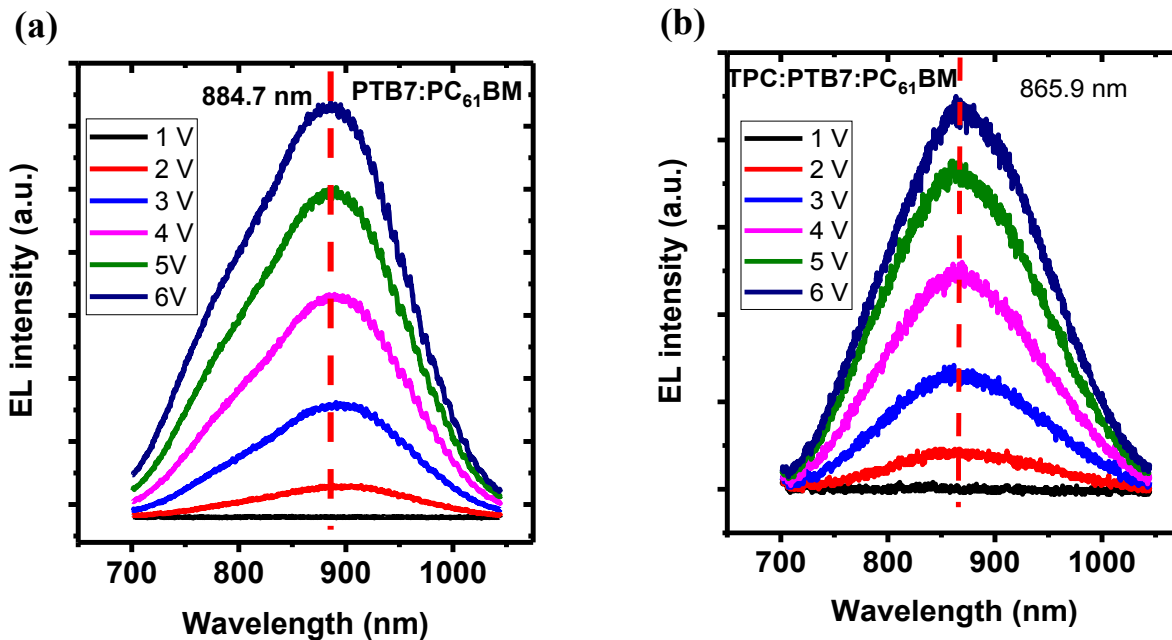 (a)
884.7 nm
PTB7:PC₆₁BM
1 V
2 V
3 V
4 V
5V
6V
EL intensity (a.u.)
700 800 900 1000
Wavelength (nm)
(b)
TPC:PTB7:PC₆₁BM
865.9 nm
1 V
2 V
3 V
4 V
5 V
6 V
EL intensity (a.u.)
700 800 900 1000
Wavelength (nm)